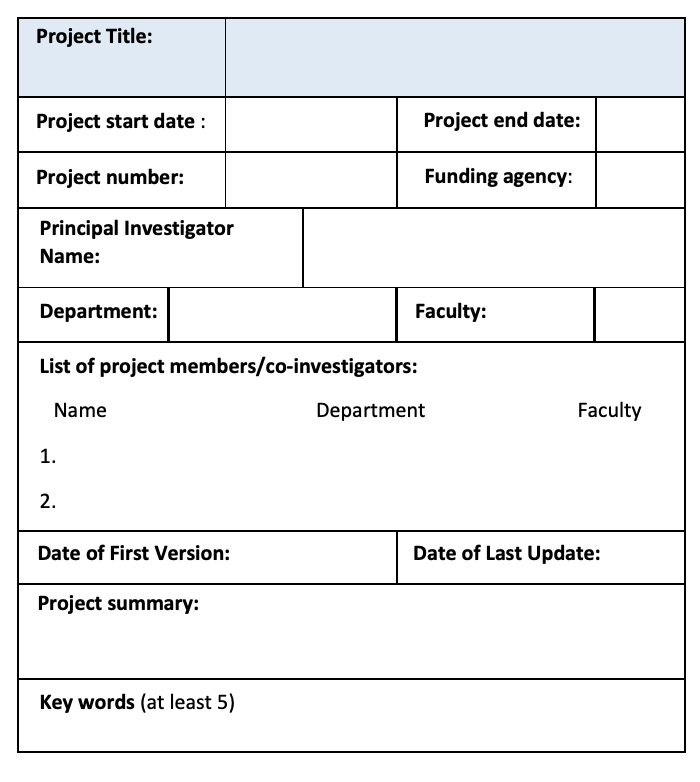 Project Title:
Project start date : Project end date:
Project number: Funding agency:
Principal Investigator
Name:
Department: Faculty:
List of project members/co-investigators:
Name Department Faculty
1.
2.
Date of First Version: Date of Last Update:
Project summary:
Key words (at least 5)